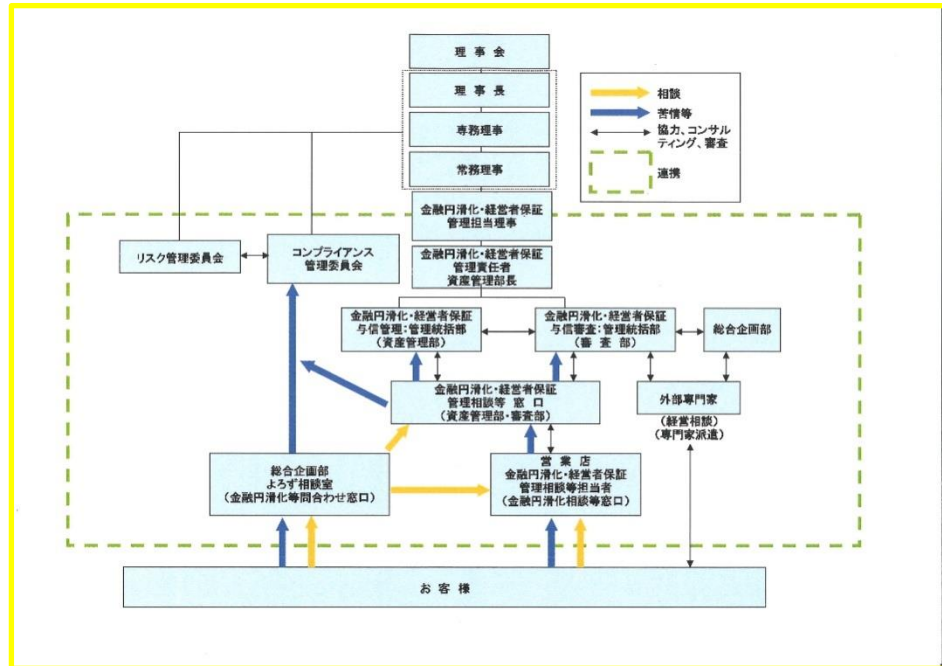 理事会
理事長
専務理事
常務理事
相談
苦情等
協力、コンサル
ティング、審査
連携
金融円滑化・経営者保証
管理担当理事
リスク管理委員会
コンプライアンス
管理委員会
金融円滑化・経営者保証
管理責任者
資産管理部長
金融円滑化・経営者保証
与信管理:管理統括部
(資産管理部)
金融円滑化・経営者保証
与信審査:管理統括部
(審査部)
総合企画部
金融円滑化・経営者保証
管理相談等 窓口
(資産管理部・審査部)
外部専門家
(経営相談)
(専門家派遣)
総合企画部
よろず相談室
(金融円滑化等問合わせ窓口)
営業店
金融円滑化・経営者保証
管理相談等担当者
(金融円滑化相談等窓口)
お客様